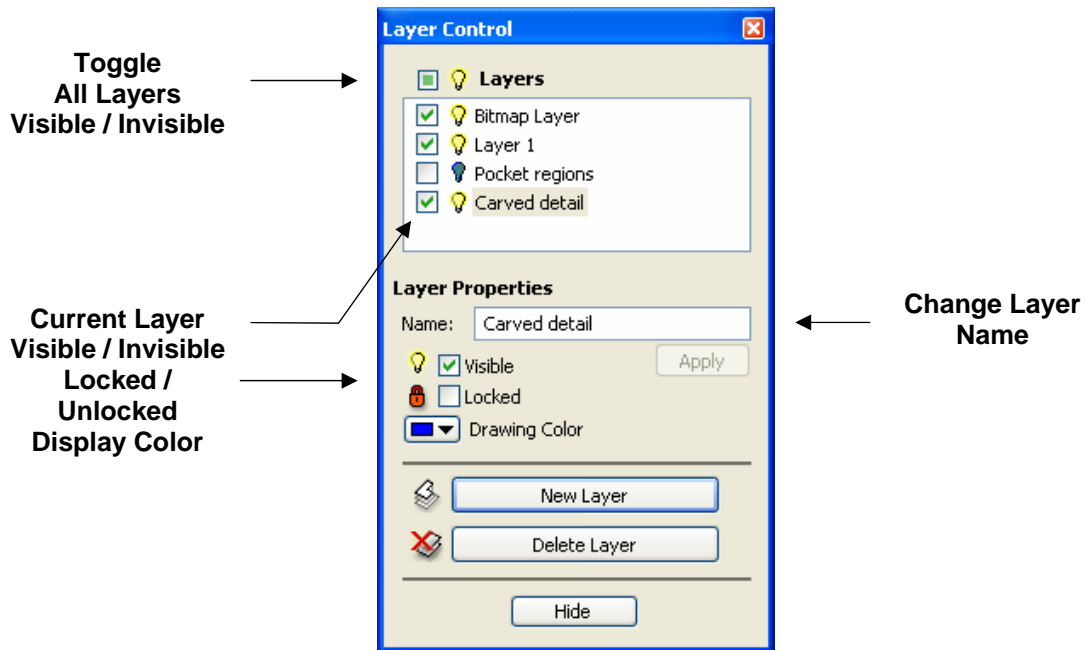 Layer Control
Toggle
All Layers
Visible / Invisible
Layers
Bitmap Layer
Layer 1
Pocket regions
Carved detail
Current Layer
Visible / Invisible
Locked /
Unlocked
Display Color
Layer Properties
Name: Carved detail
Visible
Apply
Locked
Drawing Color
Change Layer
Name
New Layer
Delete Layer
Hide